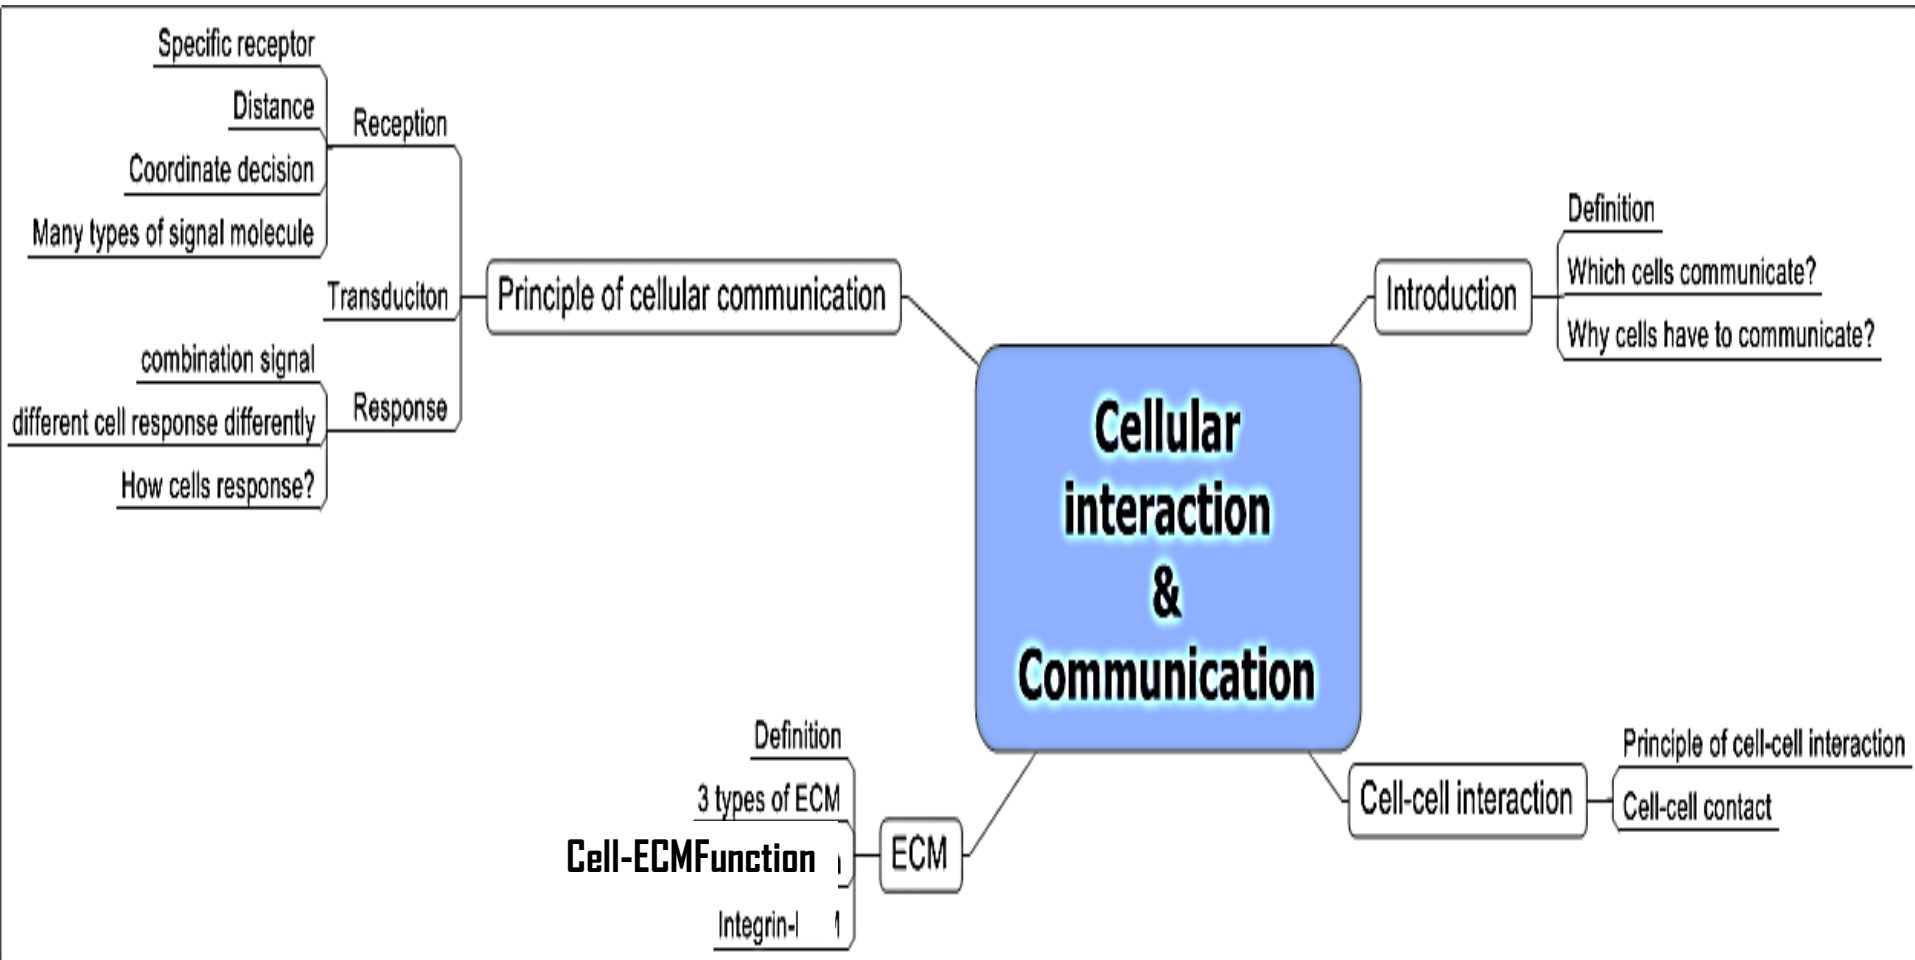 Specific receptor
Distance
Reception
Coordinate decision
Many types of signal molecule
Transduciton
Principle of cellular communication
combination signal
different cell response differently
Response
How cells response?
Introduction
Definition
Which cells communicate?
Why cells have to communicate?
Cellular
interaction
&
Communication
Definition
3 types of ECM
Cell-ECMFunction
ECM
Cell-cell interaction
Principle of cell-cell interaction
Cell-cell contact